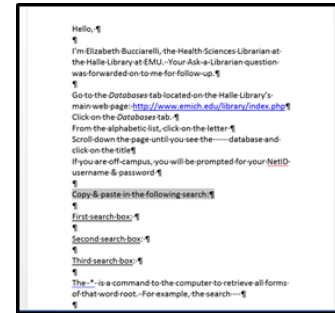 Hello, ¶
¶
I'm Elizabeth Bucciarelli, the Health Sciences Librarian at
the Halle Library at EMU. Your Ask-a-Librarian question
was forwarded on to me for follow-up.¶
¶
Go to the Databases tab located on the Halle Library's
main web page: http://www.emich.edu/library/index.php¶
Click on the Databases tab. ¶
From the alphabetic list, click on the letter ¶
Scroll down the page until you see the ------database and
click on the title¶
If you are off-campus, you will be prompted for your NetID
username & password ¶
¶
Copy & paste in the following search:¶
¶
First search box: ¶
¶
Second search box: ¶
¶
Third search box: ¶
¶
The * is a command to the computer to retrieve all forms
of that word root. For example, the search ---- ¶
¶